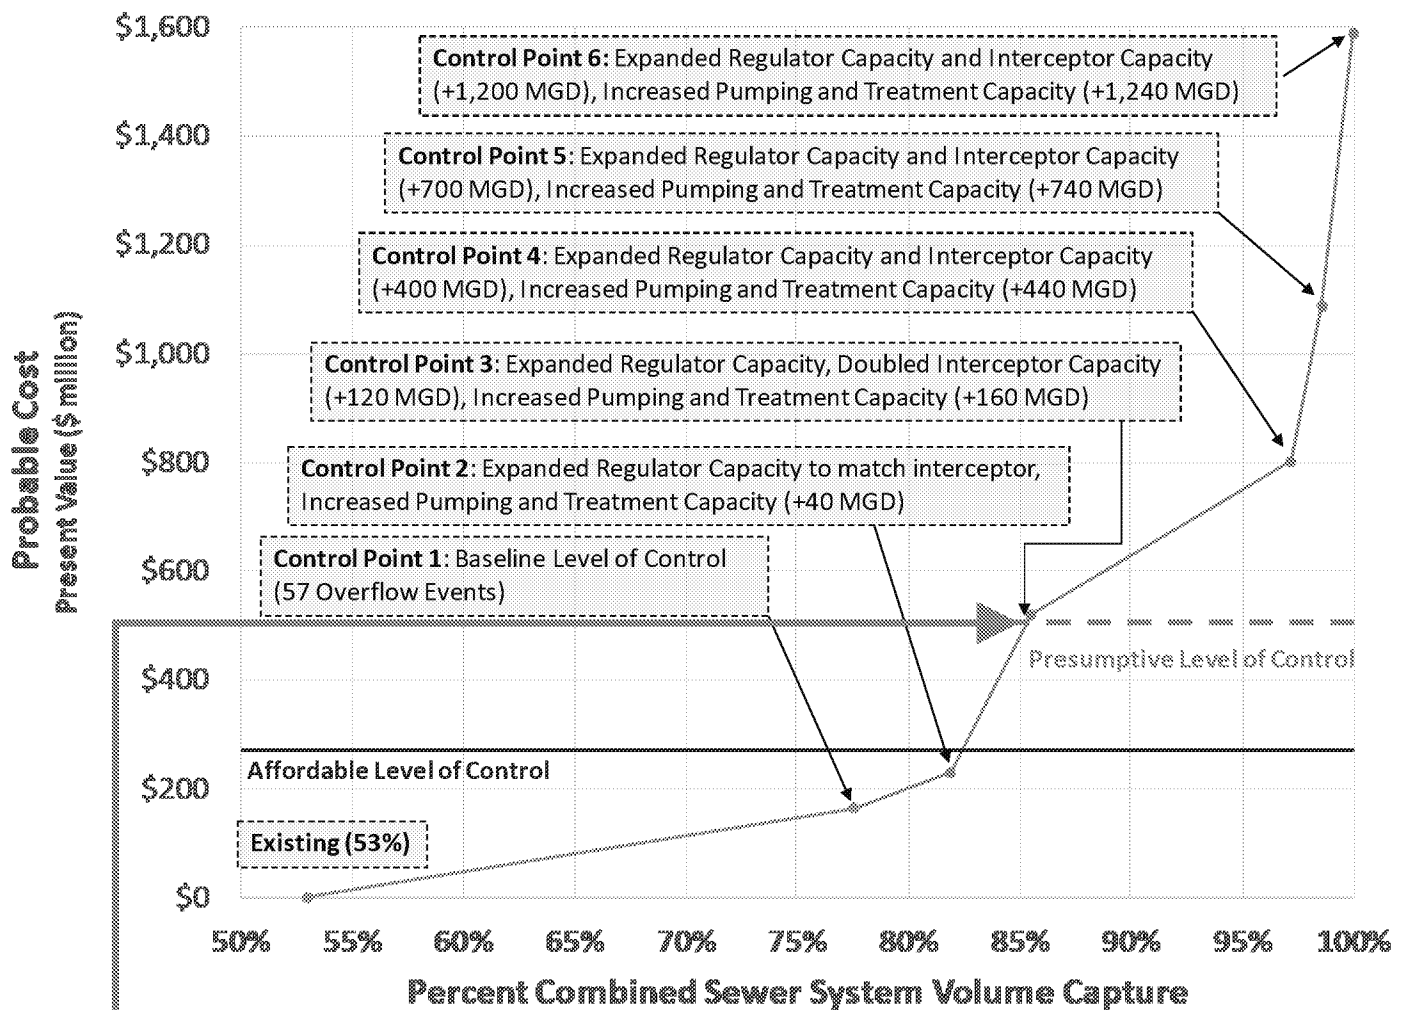 $1,600
Control Point 6: Expanded Regulator Capacity and Interceptor Capacity
(+1,200 MGD), Increased Pumping and Treatment Capacity (+1,240 MGD)
$1,400
Control Point 5: Expanded Regulator Capacity and Interceptor Capacity
(+700 MGD), Increased Pumping and Treatment Capacity (+740 MGD)
$1,200
Control Point 4: Expanded Regulator Capacity and Interceptor Capacity
(+400 MGD), Increased Pumping and Treatment Capacity (+440 MGD)
$1,000
Control Point 3: Expanded Regulator Capacity, Doubled Interceptor Capacity
(+120 MGD), Increased Pumping and Treatment Capacity (+160 MGD)
Probable Cost
Present Value ($ million)
$800
Control Point 2: Expanded Regulator Capacity to match interceptor,
Increased Pumping and Treatment Capacity (+40 MGD)
$600
Control Point 1: Baseline Level of Control
(57 Overflow Events)
Presumptive Level of Control
$400
Affordable Level of Control
$200
Existing (53%)
$0
50% 55% 60% 65% 70% 75% 80% 85% 90% 95% 100%
Percent Combined Sewer System Volume Capture